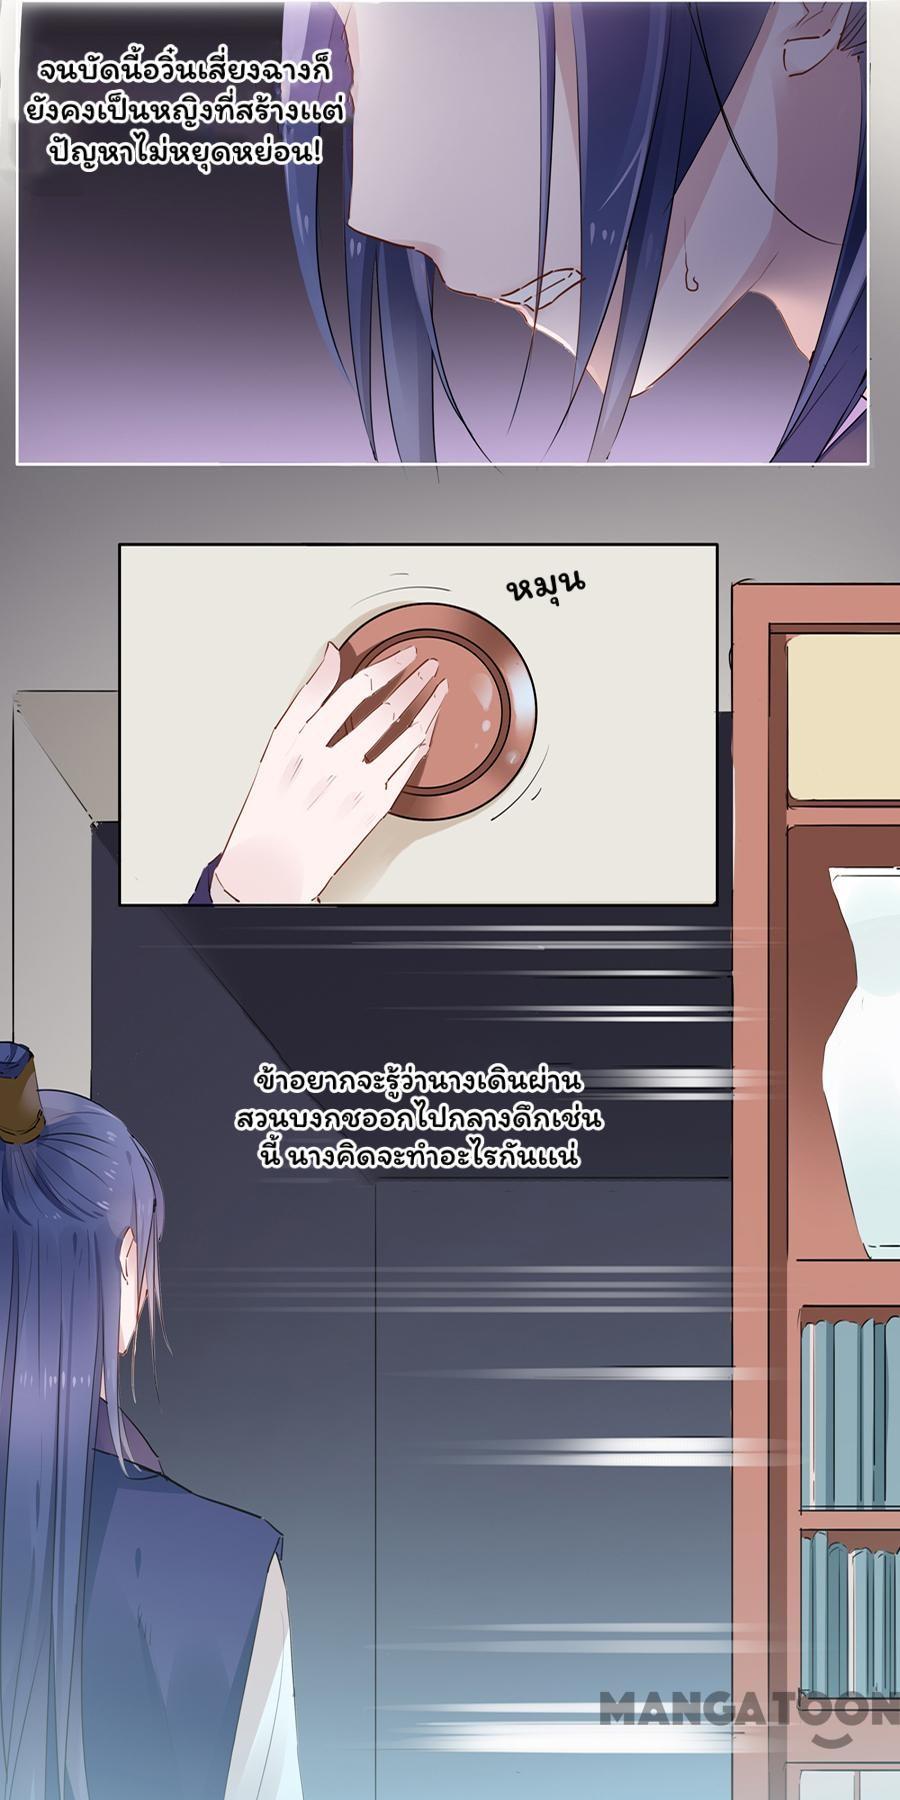 จนบัดนี้อวิ๋นเสี่ยงฉางก็
ยังคงเป็นหญิงที่สร้างแต่
ปัญหาไม่หยุดหย่อน!
หมุน
ข้าอยากจะรู้ว่านางเดินผ่าน
สวนบงกชออกไปกลางดึกเช่น
นี้ นางคิดจะทำอะไรกันแน่
MANGATOON